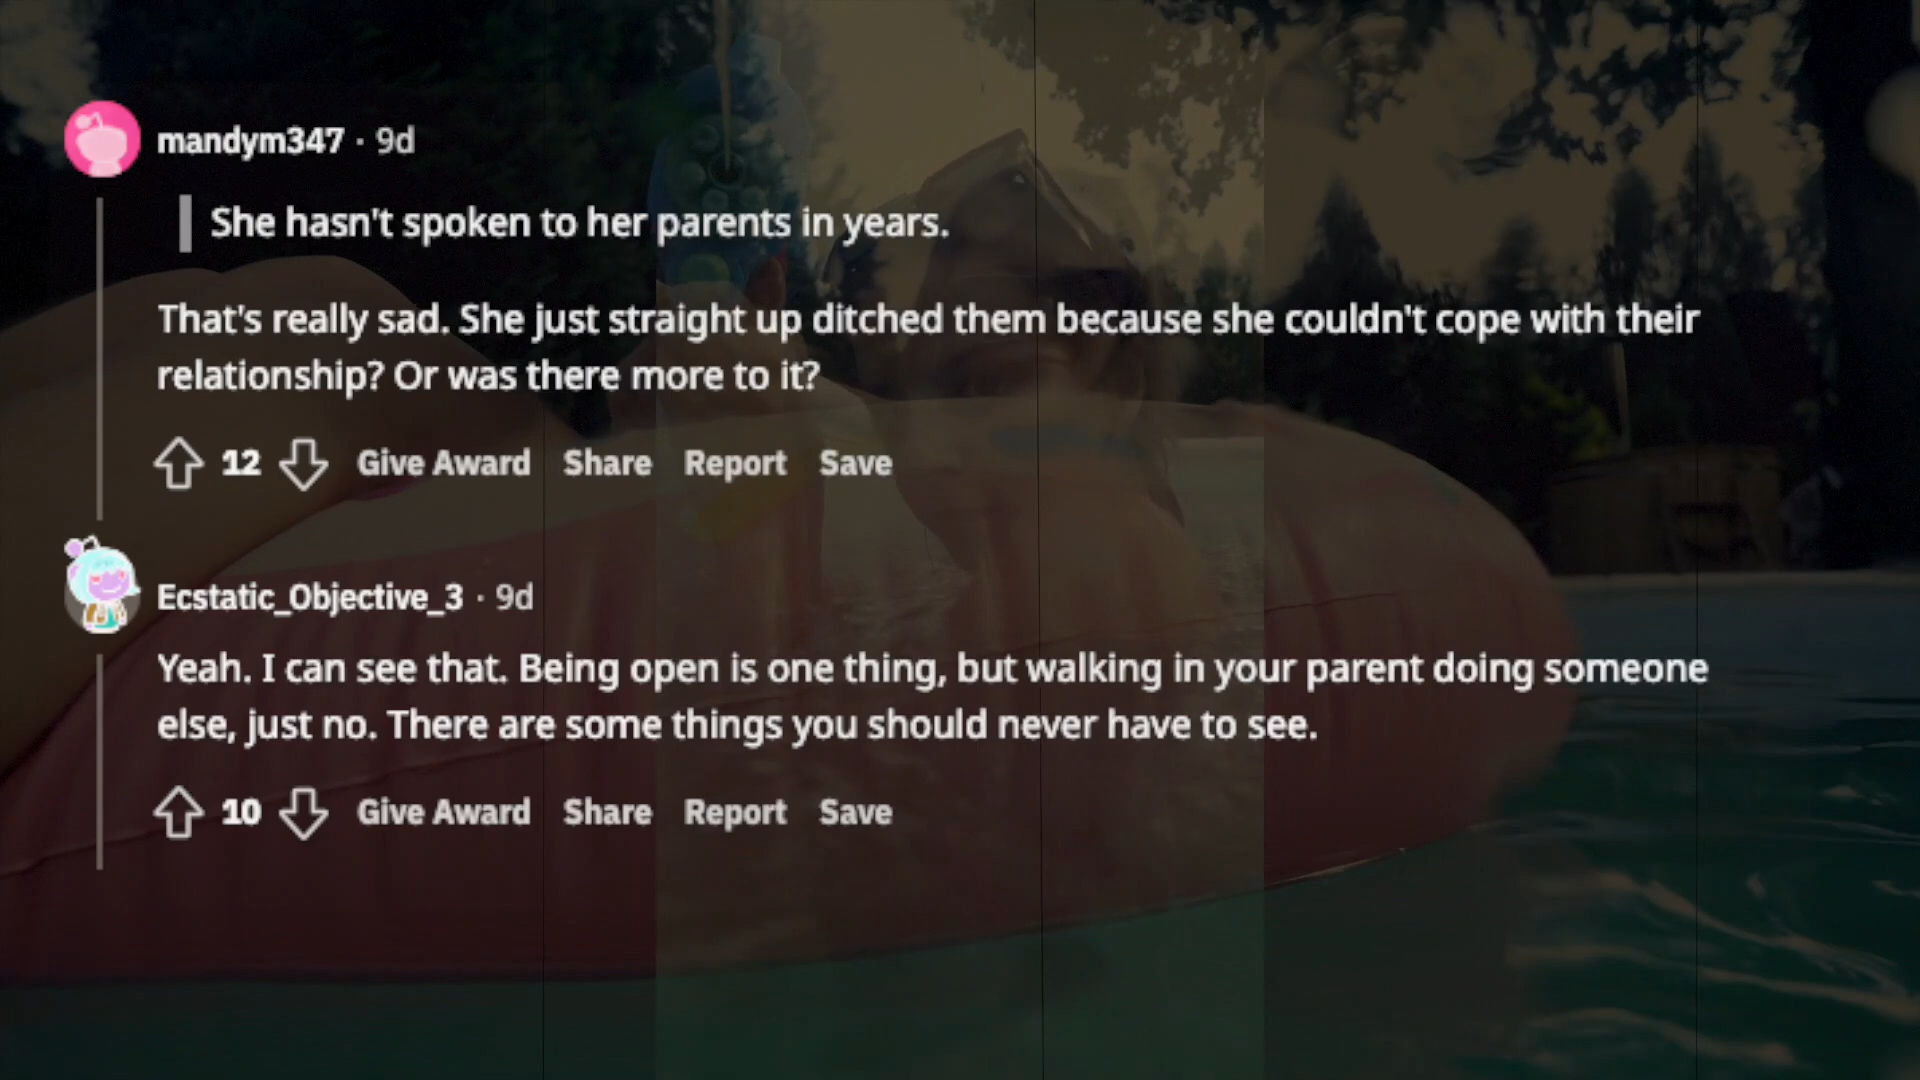 mandym347 · 9d
She hasn't spoken to her parents in years.
That's really sad. She just straight up ditched them because she couldn't cope with their
relationship? Or was there more to it?
12 Give Award Share Report Save
Ecstatic_Objective_3 · 9d
Yeah. I can see that. Being open is one thing, but walking in your parent doing someone
else, just no. There are some things you should never have to see.
10 Give Award Share Report Save